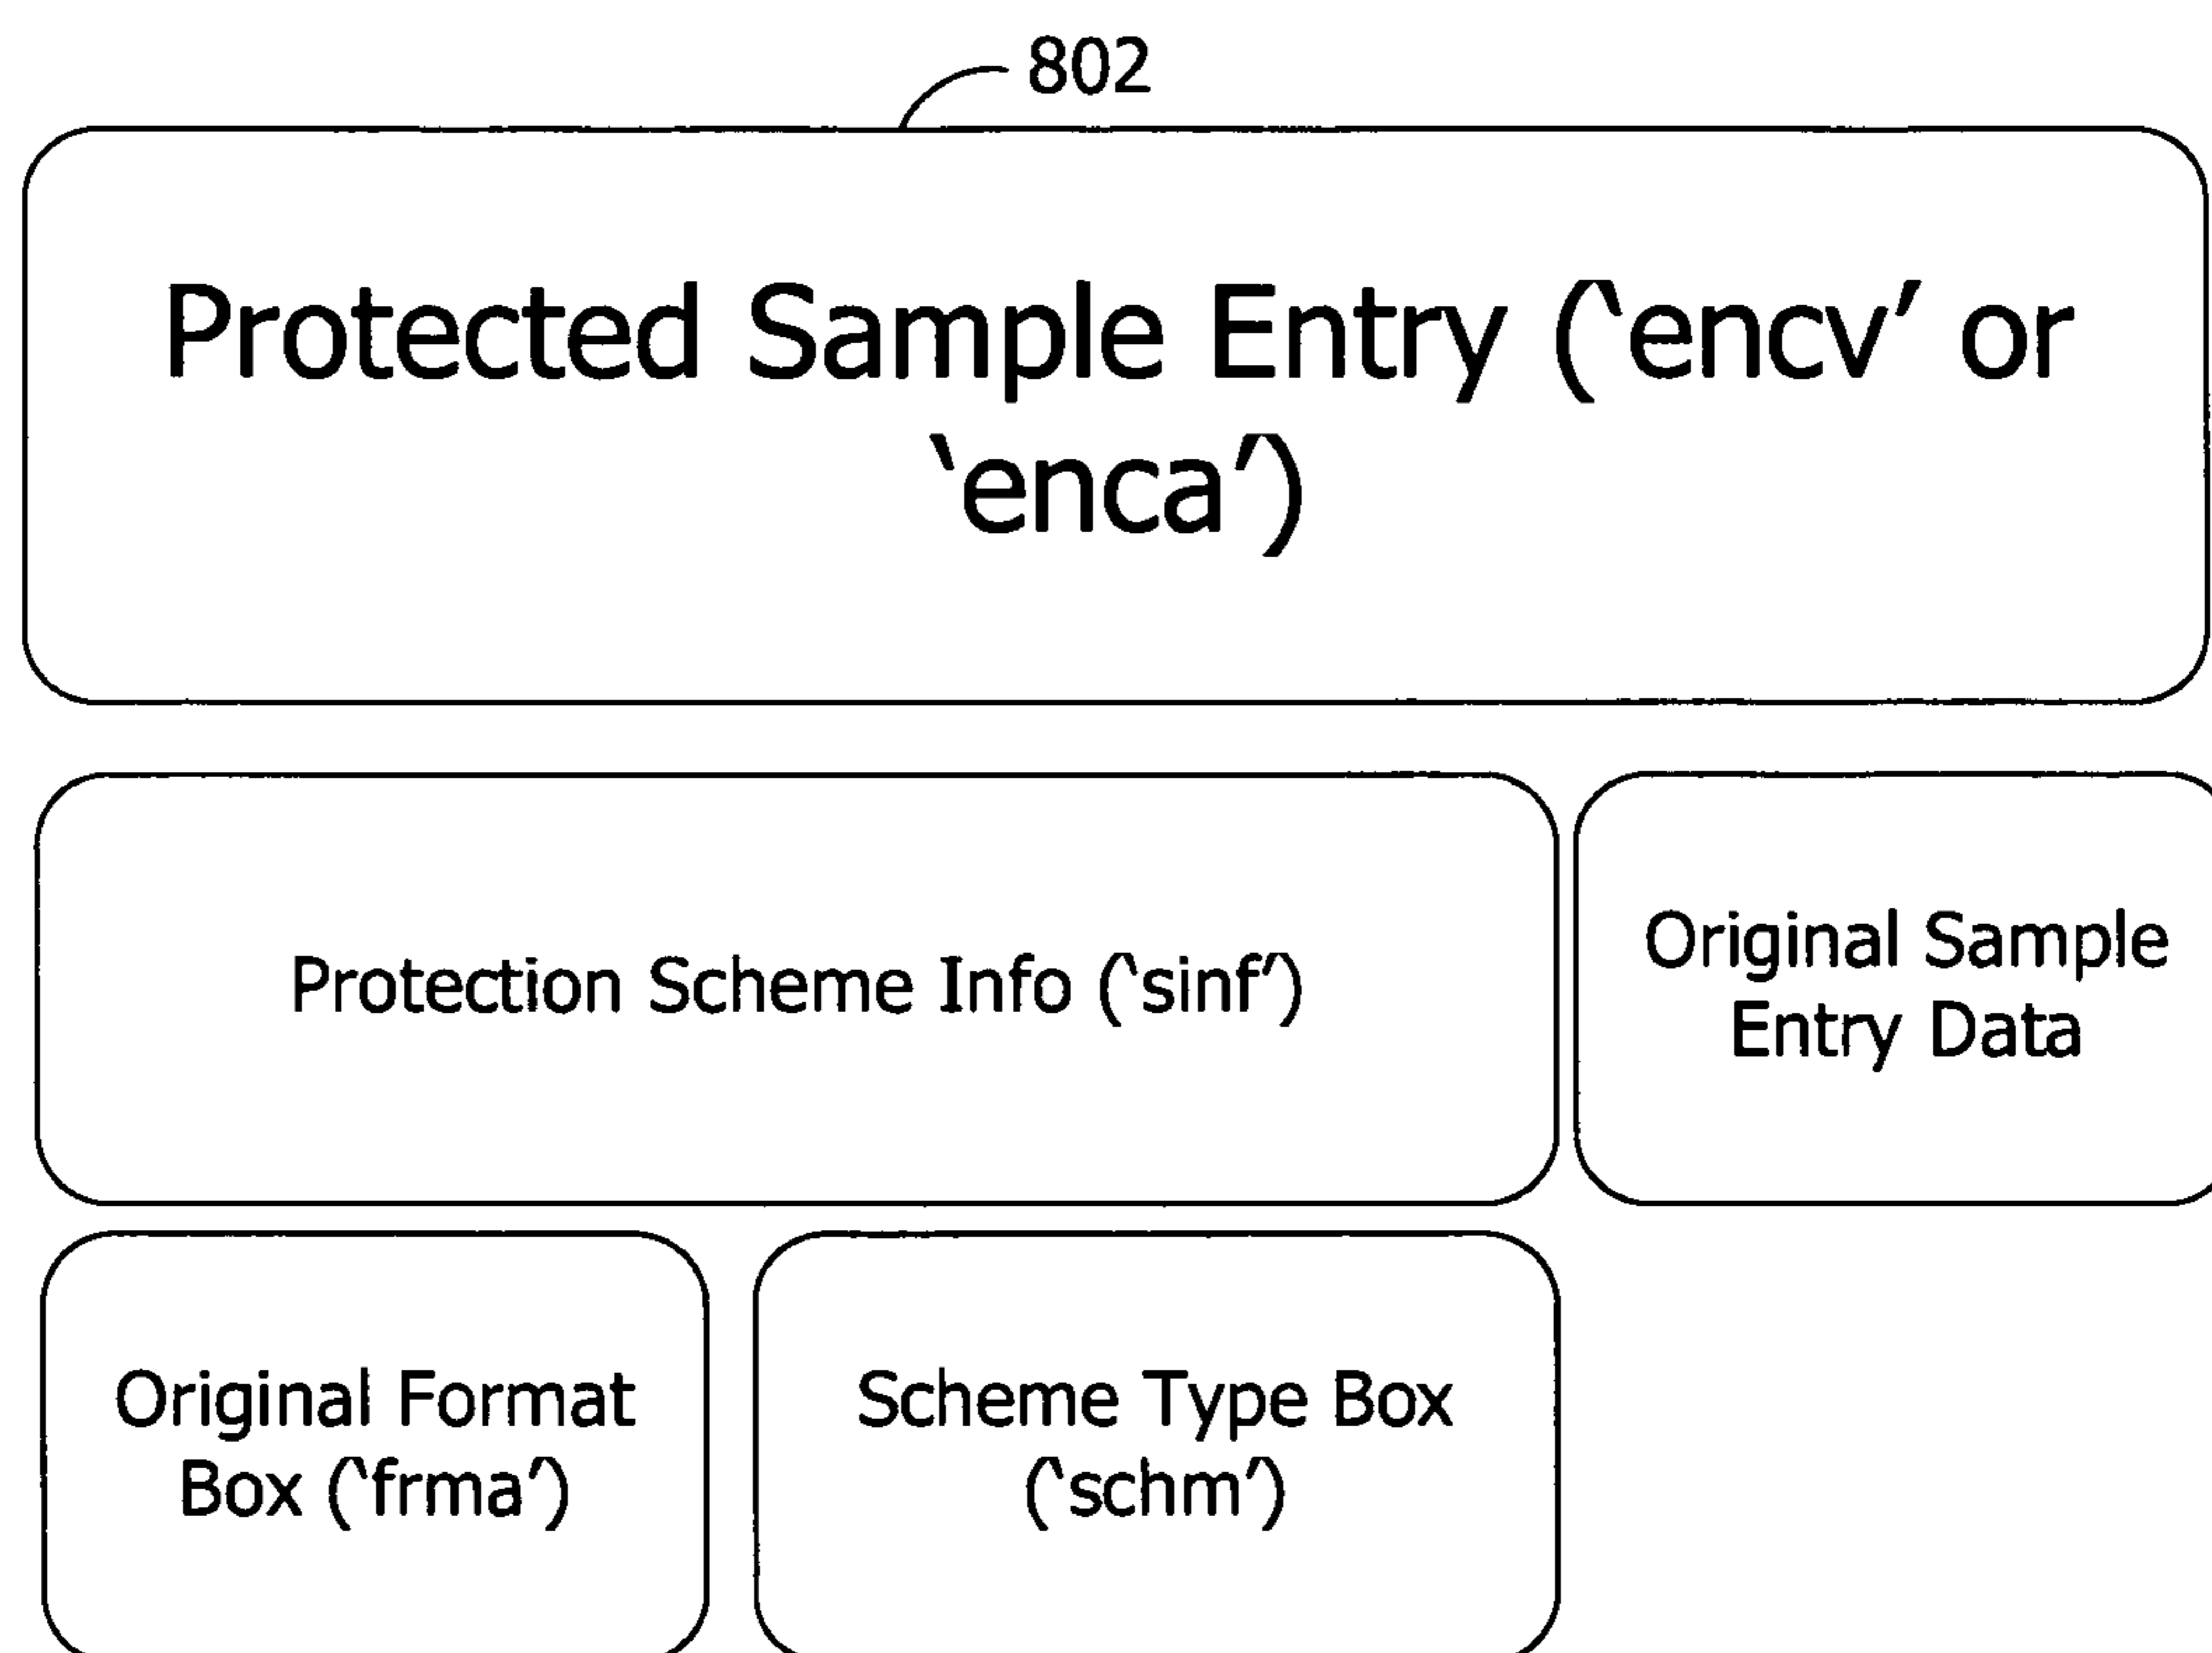 802
Protected Sample Entry (‘encv’ or
‘enca’)
Protection Scheme Info (‘sinf’)
Original Sample
Entry Data
Original Format
Box (‘frma’)
Scheme Type Box
(‘schm’)